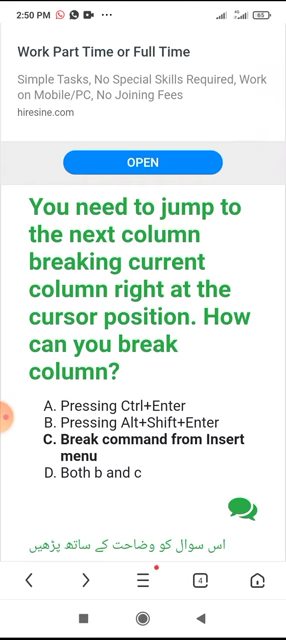 2:50 PM
65
Work Part Time or Full Time
Simple Tasks, No Special Skills Required, Work
on Mobile/PC, No Joining Fees
hiresine.com
OPEN
You need to jump to
the next column
breaking current
column right at the
cursor position. How
can you break
column?
A. Pressing Ctrl+Enter
B. Pressing Alt+Shift+Enter
C. Break command from Insert
menu
D. Both b and c
اس سوال کو وضاحت کے ساتھ پڑھیں
4